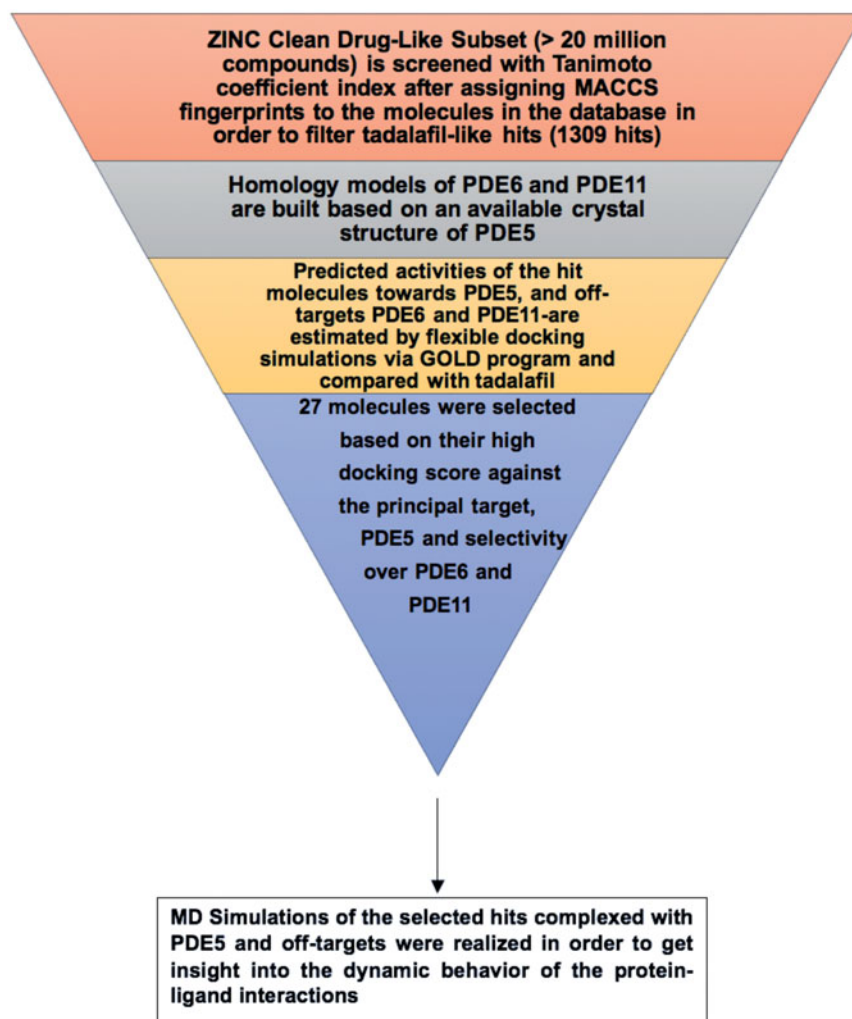 ZINC Clean Drug-Like Subset (> 20 million
compounds) is screened with Tanimoto
coefficient index after assigning MACCS
fingerprints to the molecules in the database in
order to filter tadalafil-like hits (1309 hits)
Homology models of PDE6 and PDE11
are built based on an available crystal
structure of PDE5
Predicted activities of the hit
molecules towards PDE5, and off-
targets PDE6 and PDE11-are
estimated by flexible docking
simulations via GOLD program and
compared with tadalafil
27 molecules were selected
based on their high
docking score against
the principal target,
PDE5 and selectivity
over PDE6 and
PDE11
MD Simulations of the selected hits complexed with
PDE5 and off-targets were realized in order to get
insight into the dynamic behavior of the protein-
ligand interactions